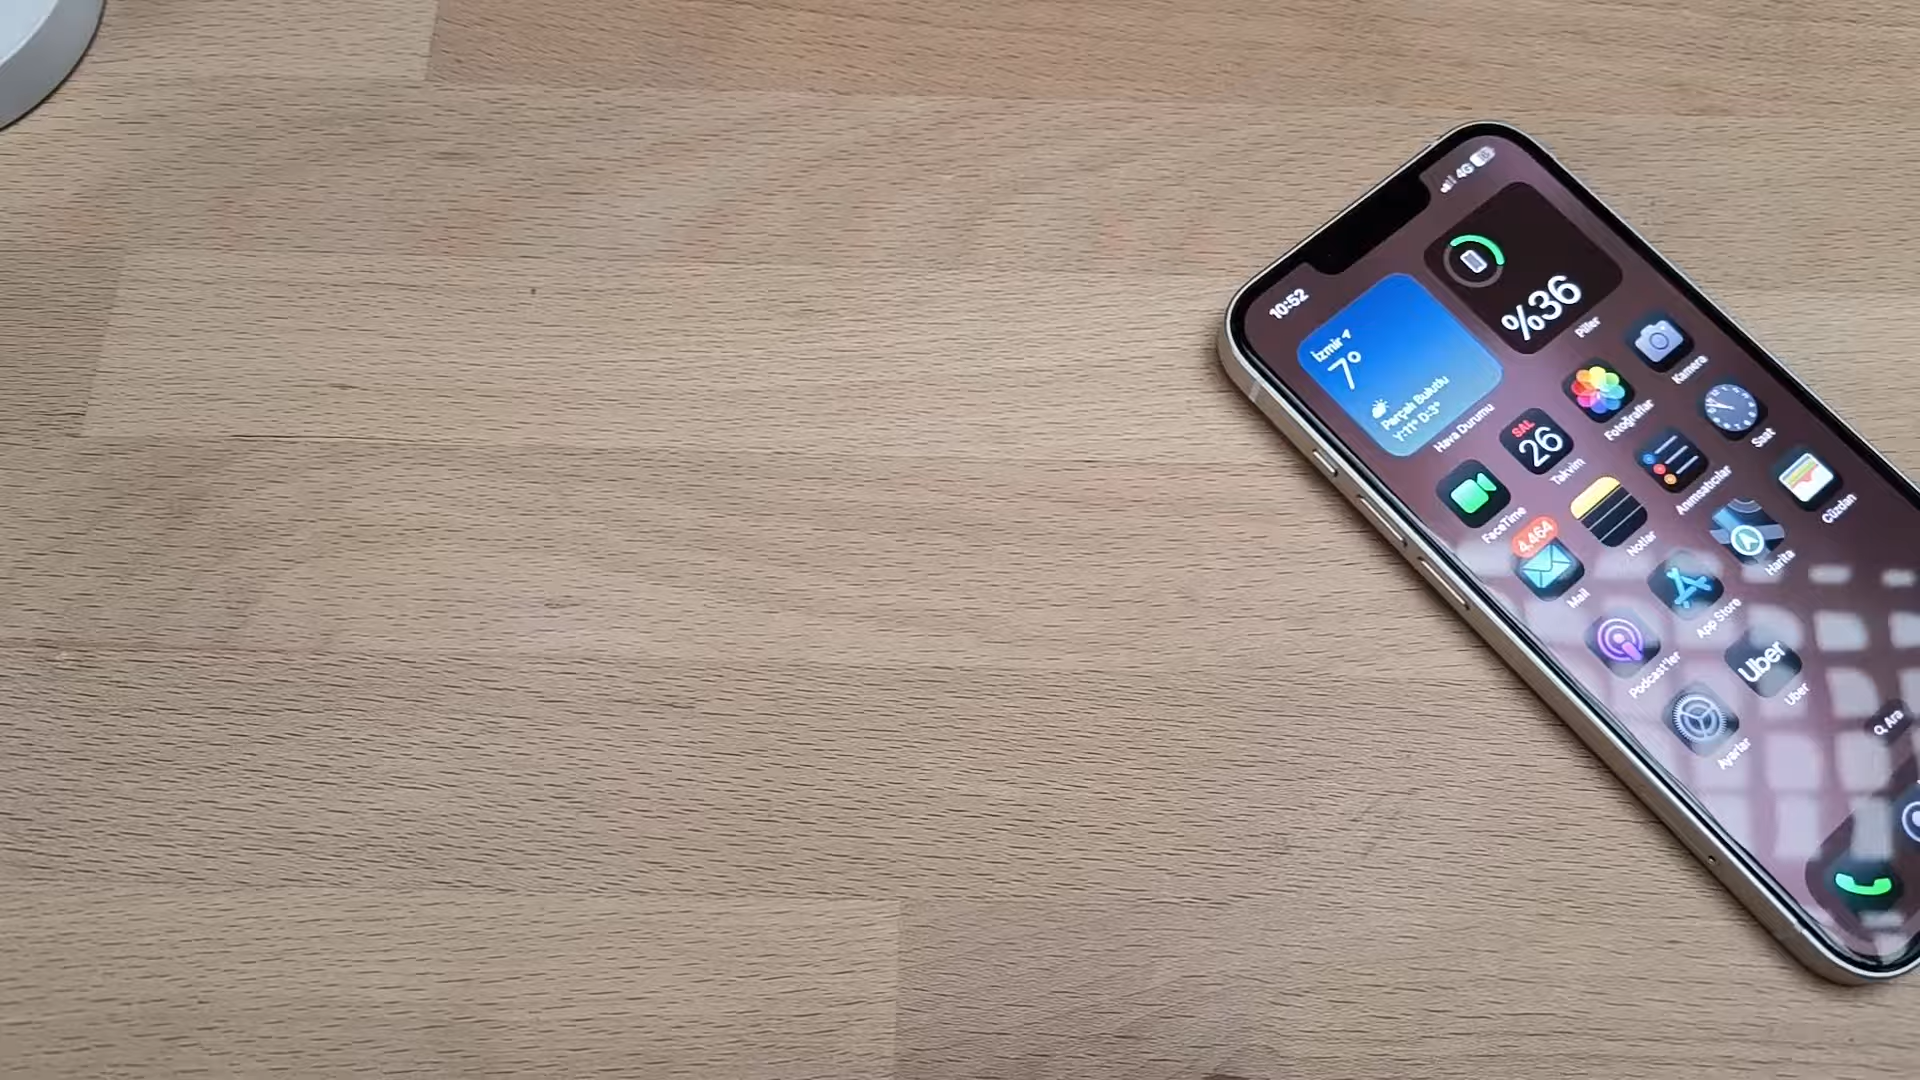 10:52
4G
İzmir
7°
Parçalı Bulutlu
Y:11° D:3°
Hava Durumu
%36
Piller
FaceTime
SAL
26
Takvim
Fotoğraflar
Kamera
4.464
Mail
Notlar
Anımsatıcılar
Saat
Podcast'ler
App Store
Harita
Cüzdan
Ayarlar
Uber
Uber
Ara